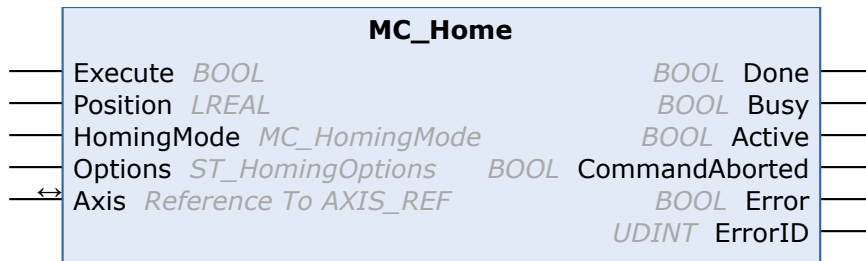 MC_Home
Execute BOOL BOOL Done
Position LREAL BOOL Busy
HomingMode MC_HomingMode BOOL Active
Options ST_HomingOptions BOOL CommandAborted
↔ Axis Reference To AXIS_REF BOOL Error
UDINT ErrorID